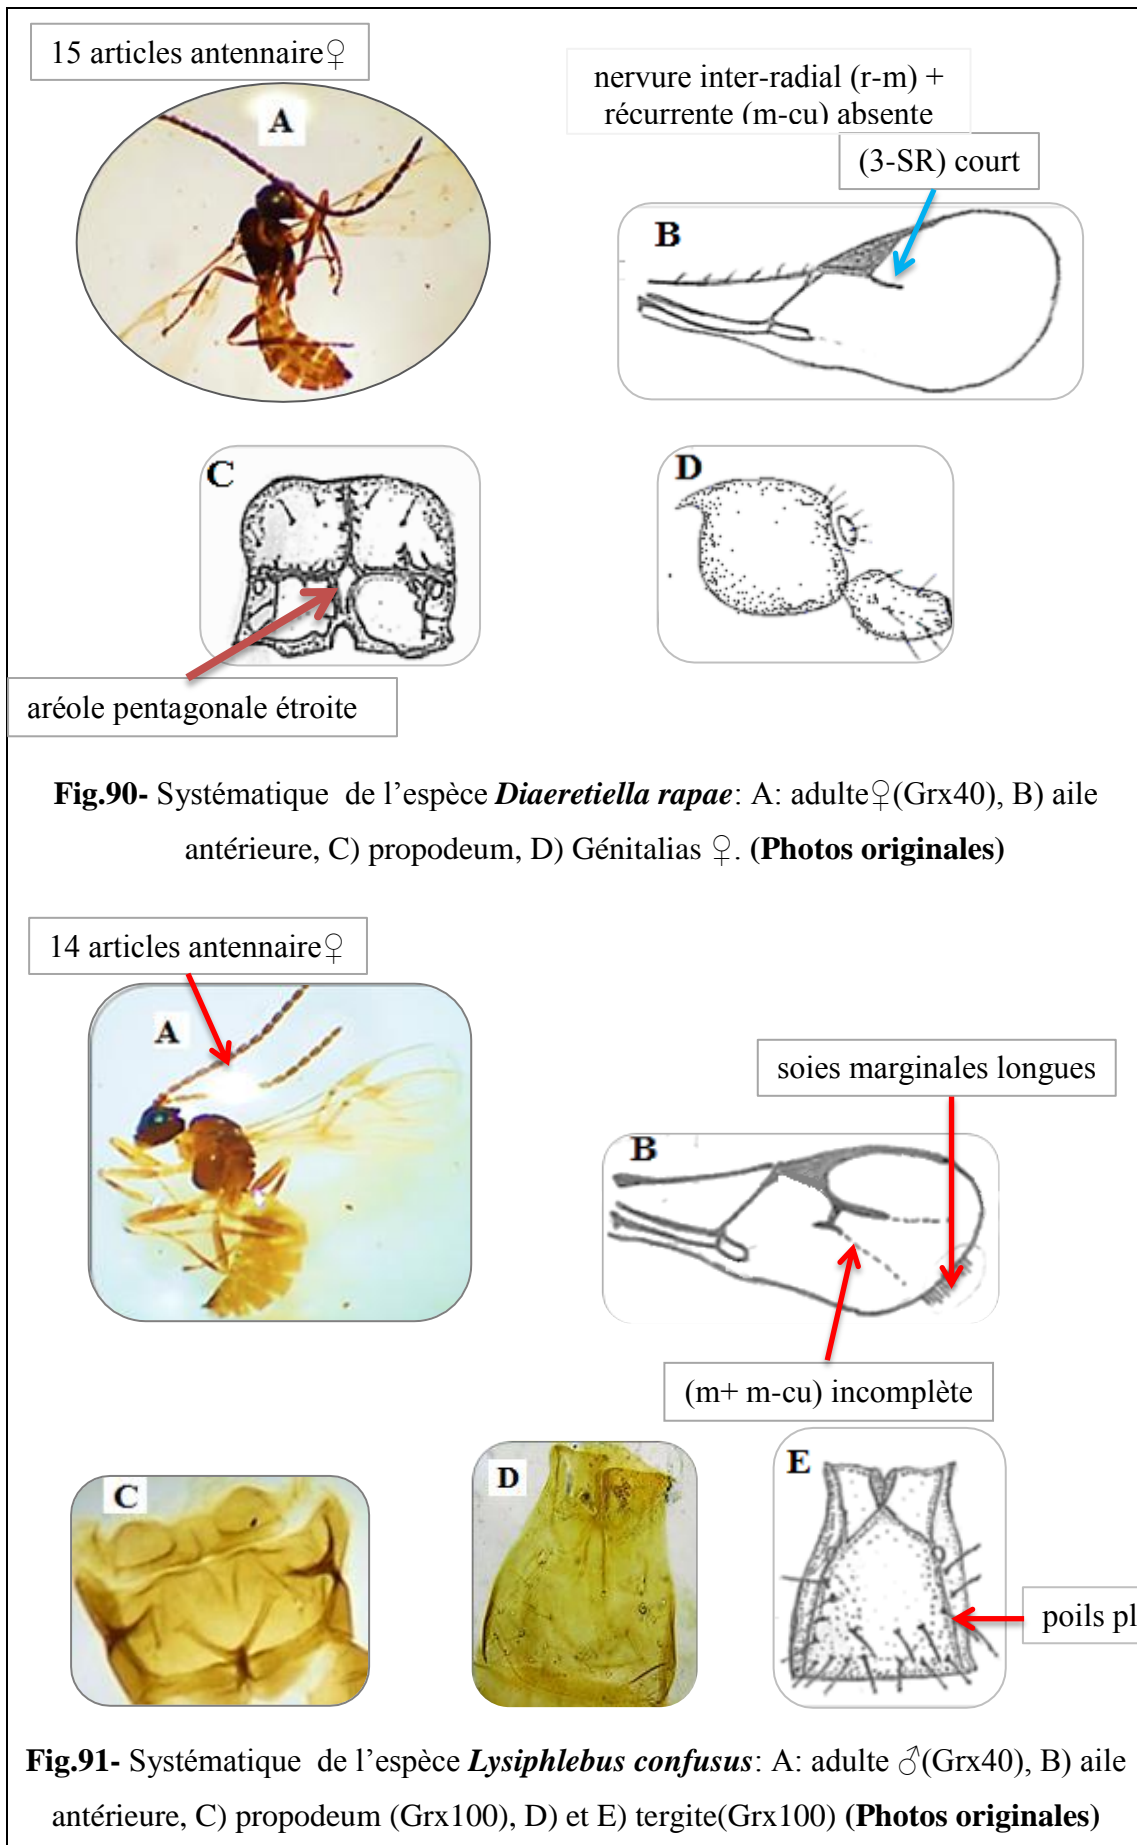 15 articles antennaire♀
A
nervure inter-radial (r-m) +
récurrente (m-cu) absente
(3-SR) court
B
C
D
aréole pentagonale étroite
Fig.90- Systématique de l’espèce Diaeretiella rapae: A: adulte♀(Grx40), B) aile
antérieure, C) propodeum, D) Génitalias ♀. (Photos originales)
14 articles antennaire♀
A
soies marginales longues
B
(m+ m-cu) incomplète
C
D
E
poils pl
Fig.91- Systématique de l’espèce Lysiphlebus confusus: A: adulte ♂(Grx40), B) aile
antérieure, C) propodeum (Grx100), D) et E) tergite(Grx100) (Photos originales)